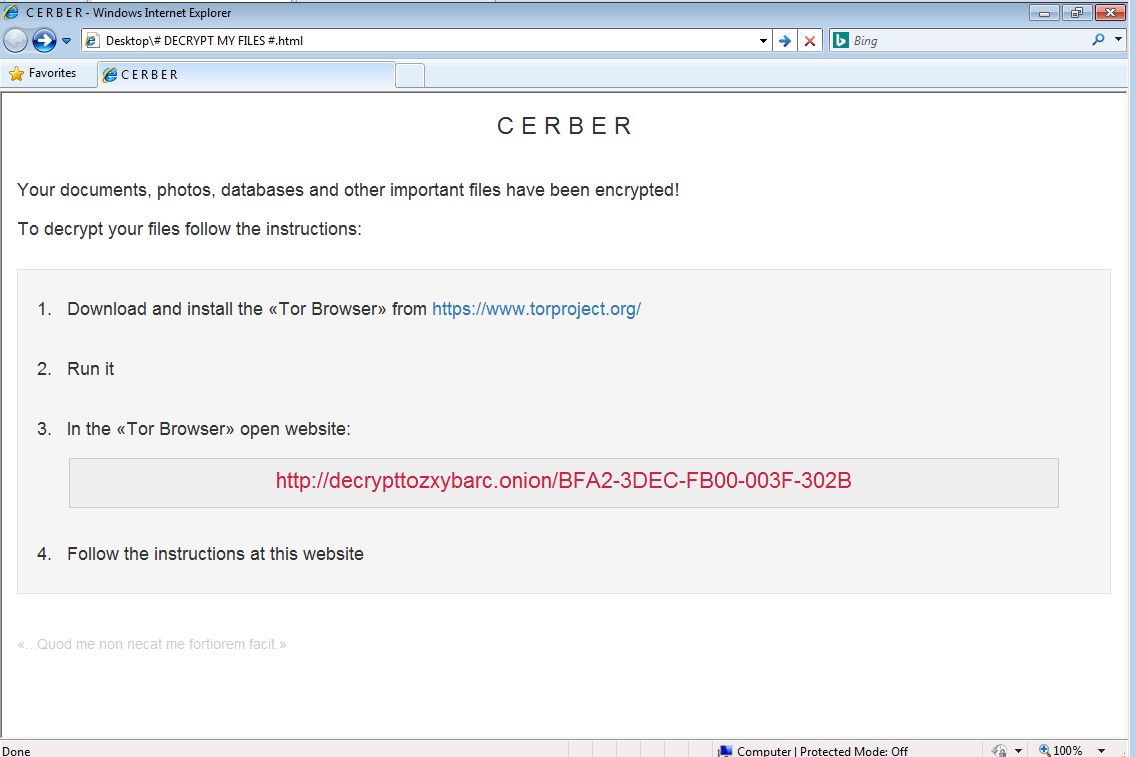 C E R B E R - Windows Internet Explorer
Desktop\# DECRYPT MY FILES #.html
Bing
Favorites
C E R B E R
C E R B E R
Your documents, photos, databases and other important files have been encrypted!
To decrypt your files follow the instructions:
1. Download and install the «Tor Browser» from https://www.torproject.org/
2. Run it
3. In the «Tor Browser» open website:
http://decrypttozxybarc.onion/BFA2-3DEC-FB00-003F-302B
4. Follow the instructions at this website
«...Quod me non necat me fortiorem facit.»
Done
Computer | Protected Mode: Off
100%